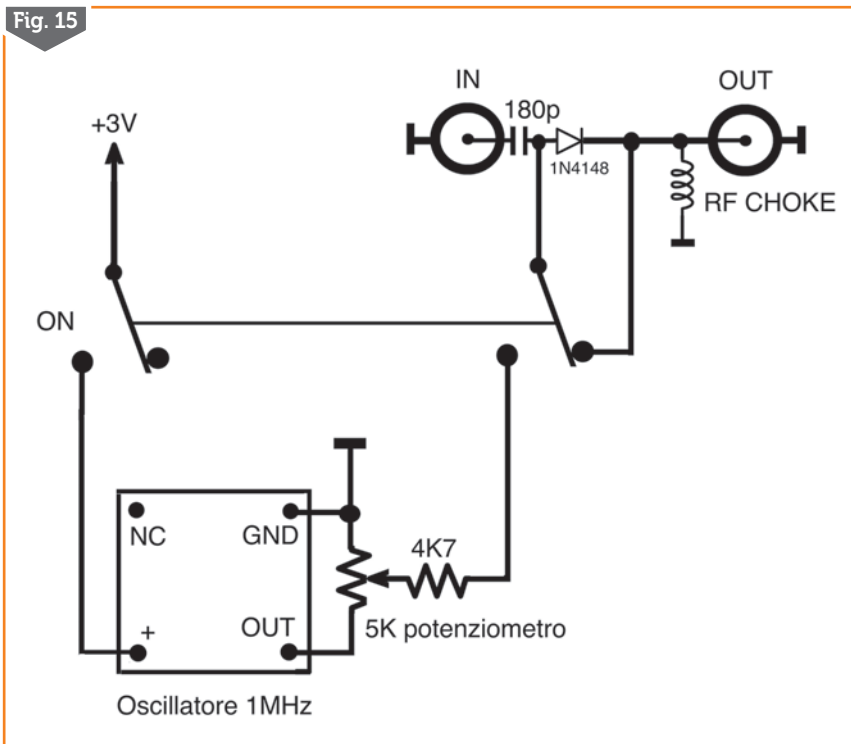 Fig. 15
IN
OUT
+3V
180p
1N4148
RF CHOKE
ON
NC
GND
4K7
+
OUT
5K potenziometro
Oscillatore 1MHz